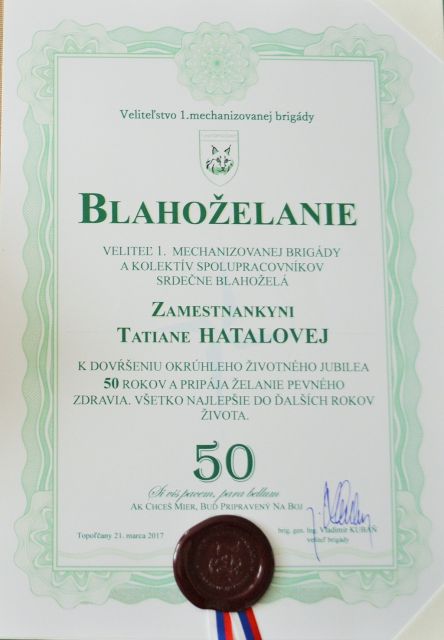 Veliteľstvo 1.mechanizovanej brigády
BLAHOŽELANIE
VELITEĽ 1. MECHANIZOVANEJ BRIGÁDY
A KOLEKTÍV SPOLUPRACOVNÍKOV
SRDEČNE BLAHOŽELÁ
ZAMESTNANKYNI
TATIANE HATALOVEJ
K DOVŔŠENIU OKRÚHLEHO ŽIVOTNÉHO JUBILEA
50 ROKOV A PRIPÁJA ŽELANIE PEVNÉHO
ZDRAVIA. VŠETKO NAJLEPŠIE DO ĎALŠÍCH ROKOV
ŽIVOTA.
50
Si vis pacem, para bellum
AK CHCEŠ MIER, BUĎ PRIPRAVENÝ NA BOJ
Topoľčany 21. marca 2017
brig. gen. Ing. Vladimír KUBÁŇ
veliteľ brigády